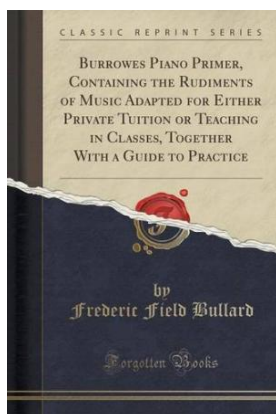 CLASSIC REPRINT SERIES
BURROWES PIANO PRIMER,
CONTAINING THE RUDIMENTS
OF MUSIC ADAPTED FOR EITHER
PRIVATE TUITION OR TEACHING
IN CLASSES, TOGETHER
WITH A GUIDE TO PRACTICE
by
Frederic Field Bullard
Forgotten Books